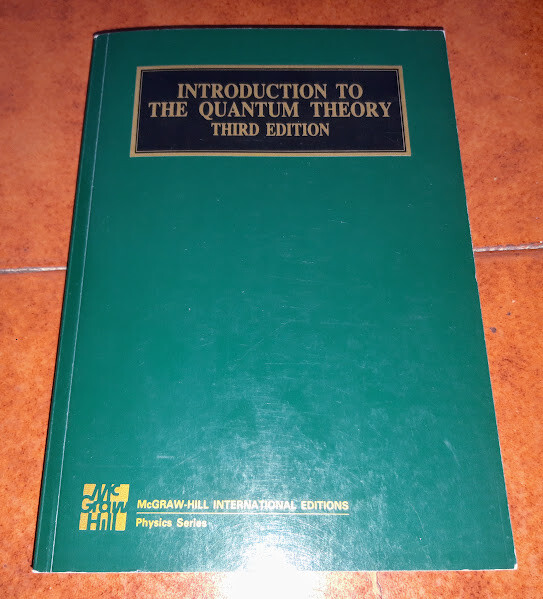 INTRODUCTION TO
THE QUANTUM THEORY
THIRD EDITION
Mc
Graw
Hill
McGRAW-HILL INTERNATIONAL EDITIONS
Physics Series